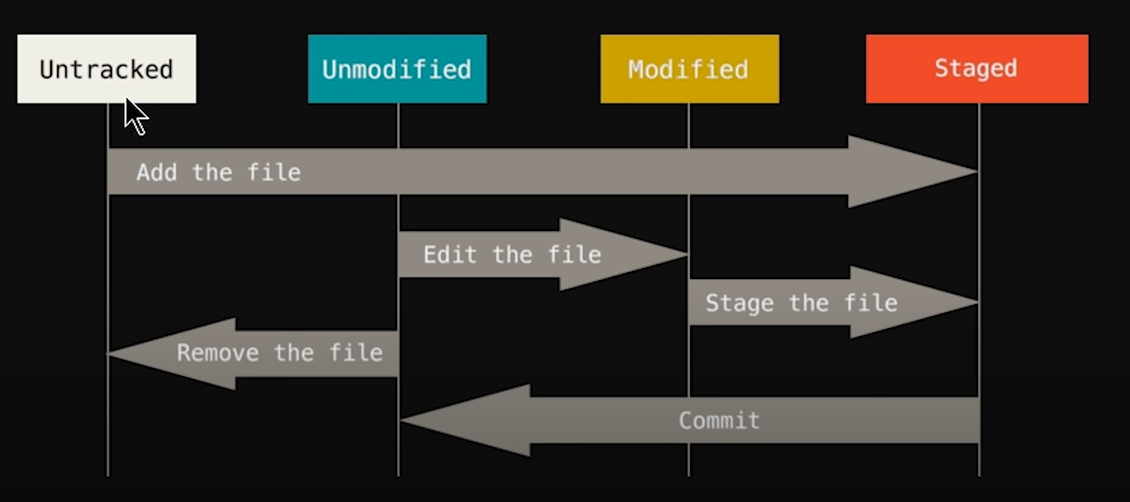 Untracked
Unmodified
Modified
Staged
Add the file
Edit the file
Stage the file
Remove the file
Commit